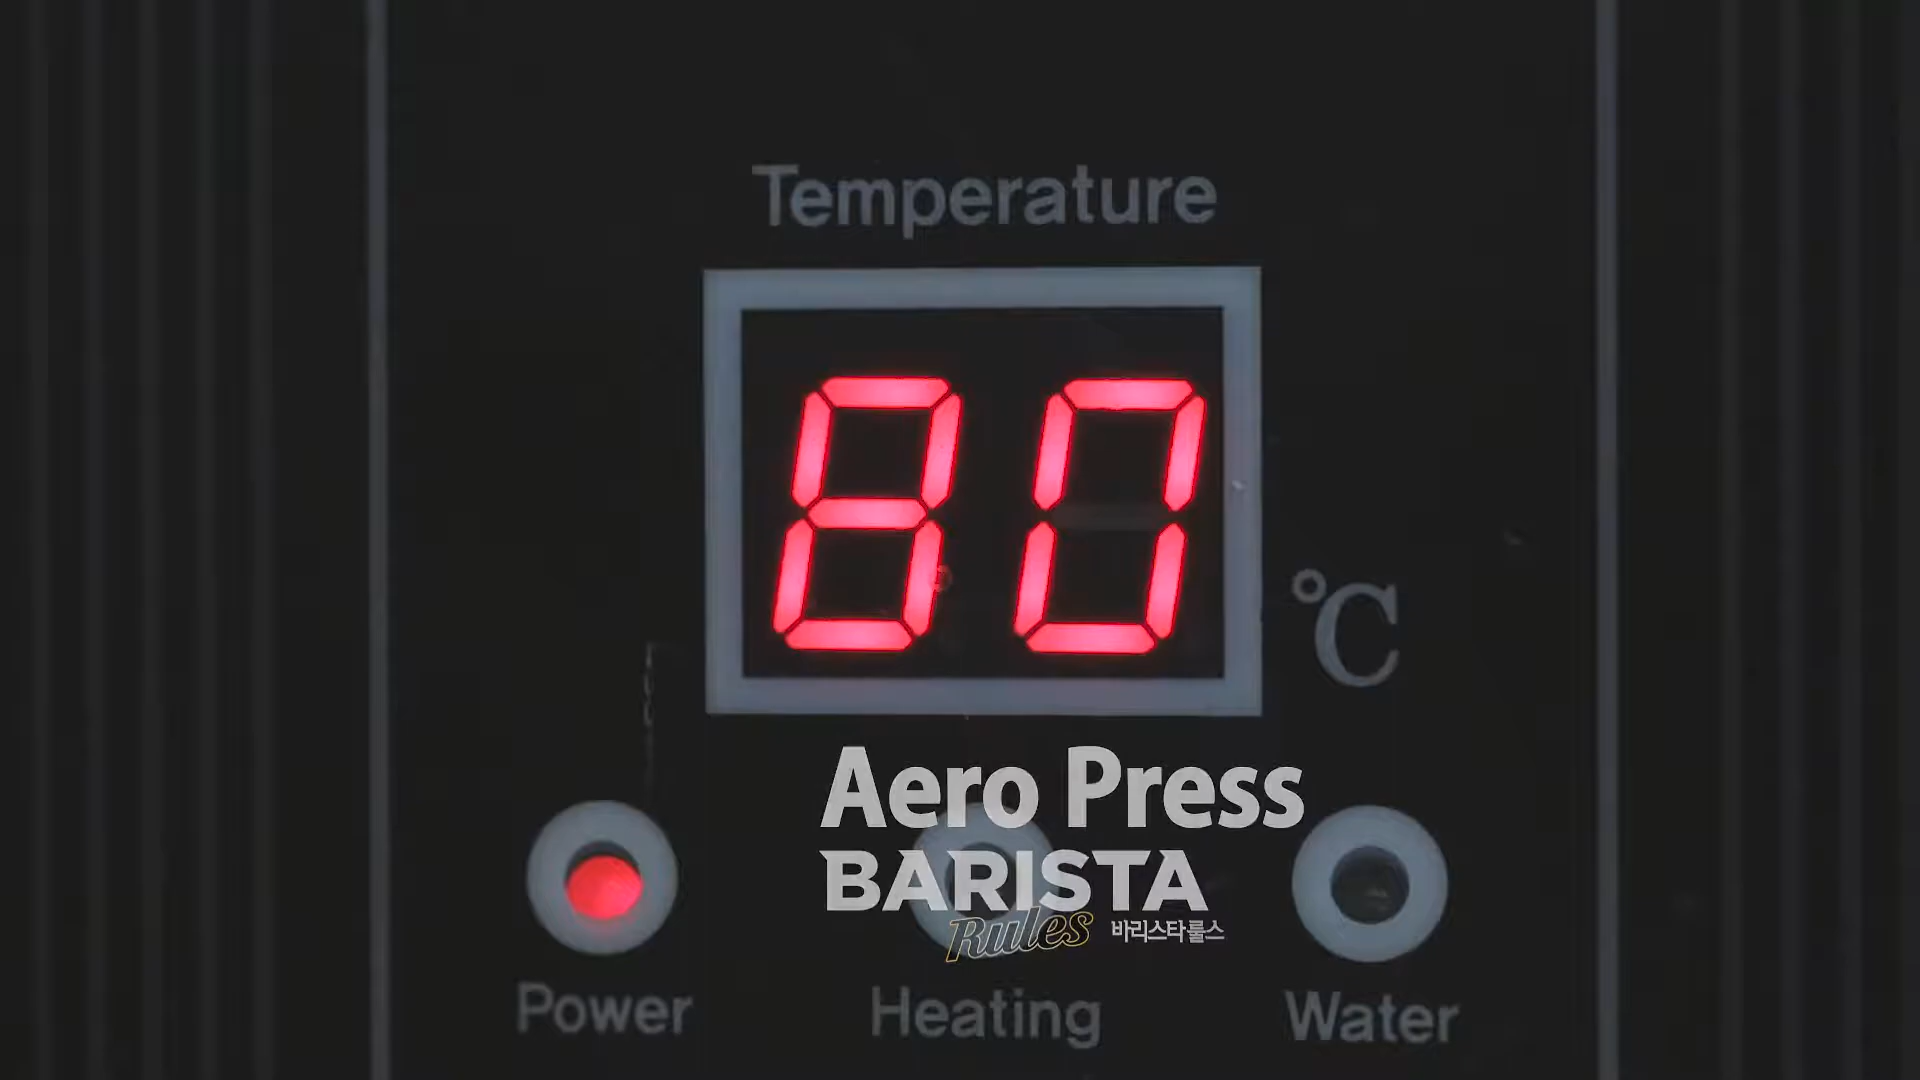 Temperature
80
°C
Aero Press
BARISTA
Rules 바리스타룰스
Power
Heating
Water